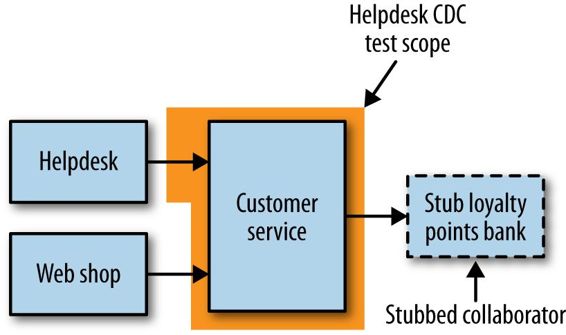 Helpdesk CDC
test scope
Helpdesk
Customer
service
Web shop
Stub loyalty
points bank
Stubbed collaborator